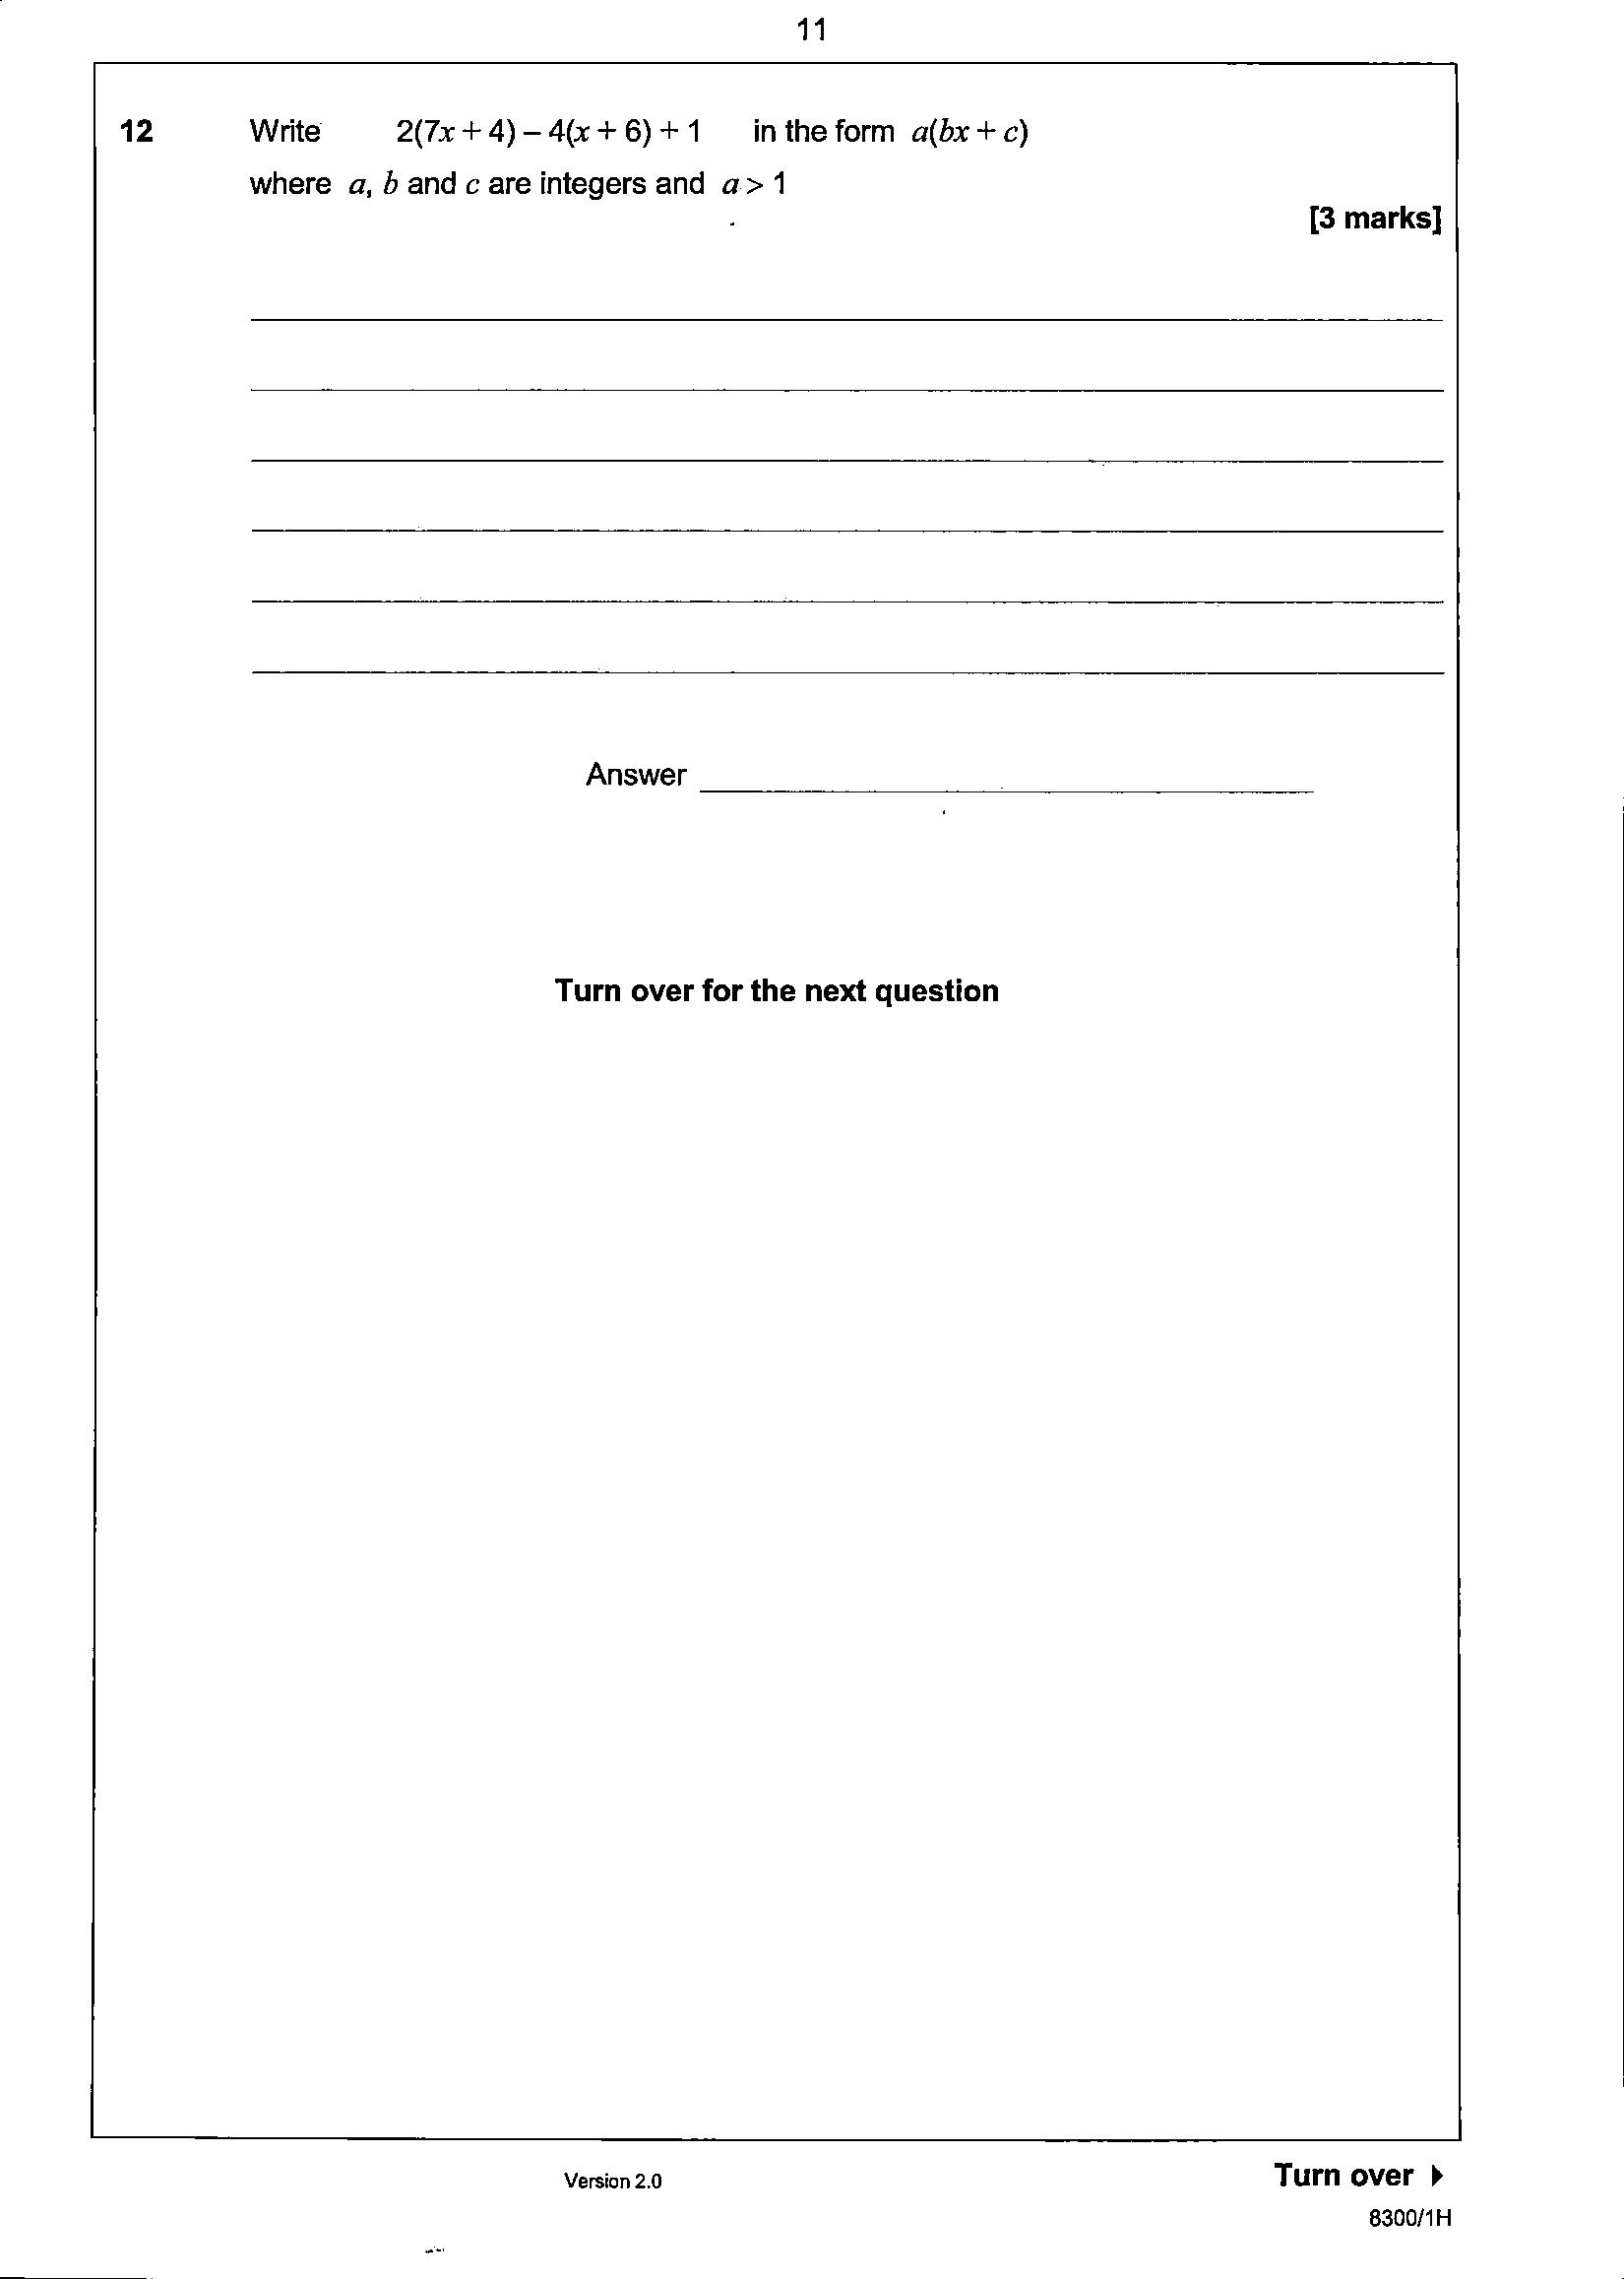 11
12 Write 2(7x + 4) – 4(x + 6) + 1 in the form a(bx + c)
where a, b and c are integers and a > 1
[3 marks]
Answer
Turn over for the next question
Version 2.0
Turn over
8300/1H